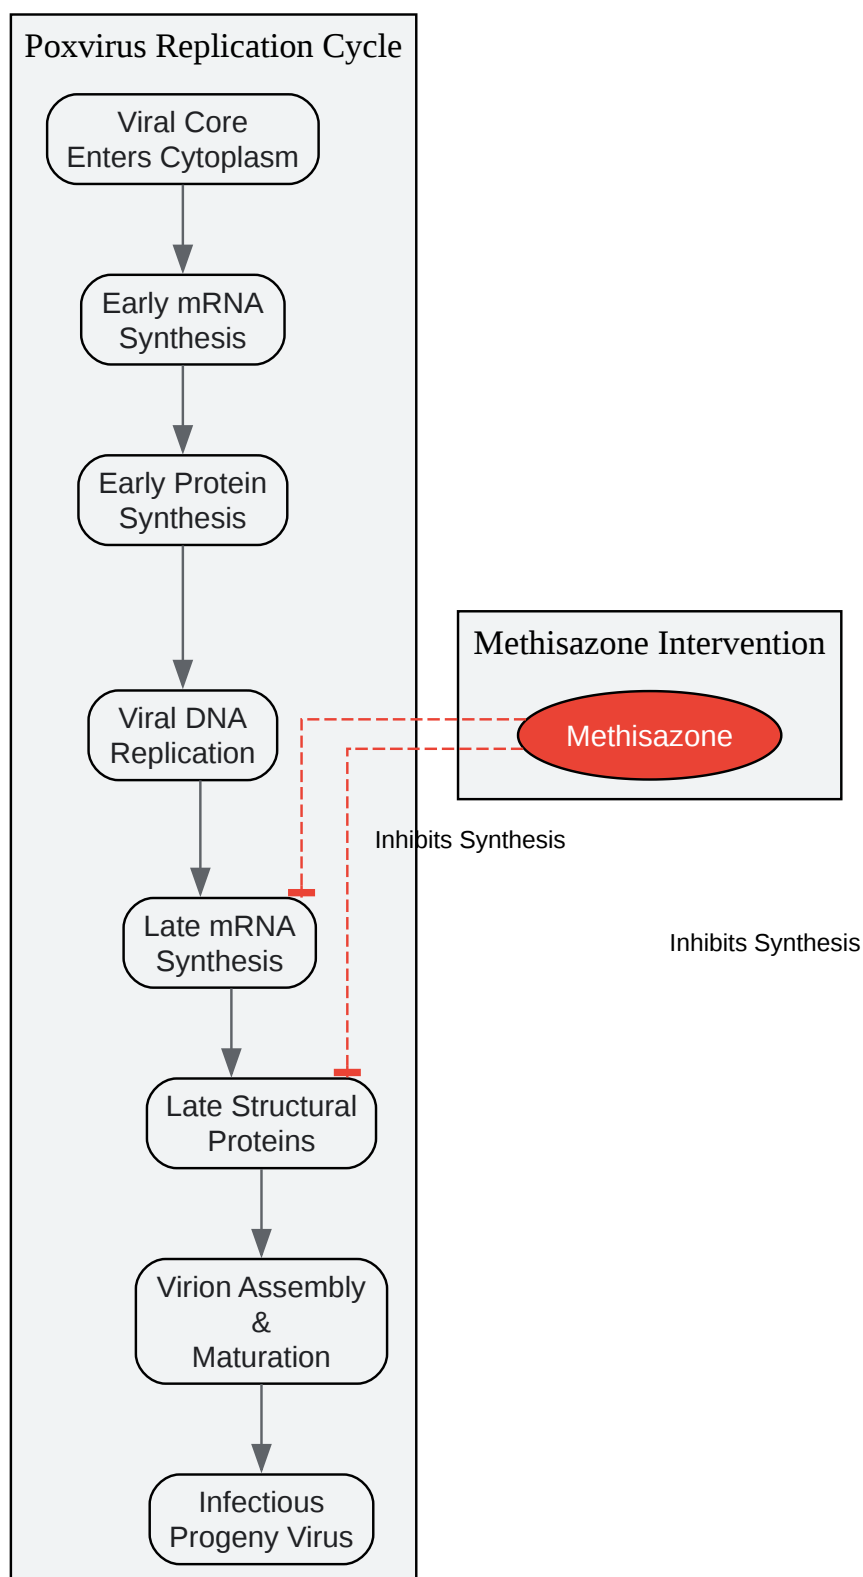 Poxvirus Replication Cycle
Viral Core
Enters Cytoplasm
Early mRNA
Synthesis
Early Protein
Synthesis
Methisazone Intervention
Viral DNA
Replication
Methisazone
Inhibits Synthesis
Late mRNA
Synthesis
Inhibits Synthesis
Late Structural
Proteins
Virion Assembly
&
Maturation
Infectious
Progeny Virus